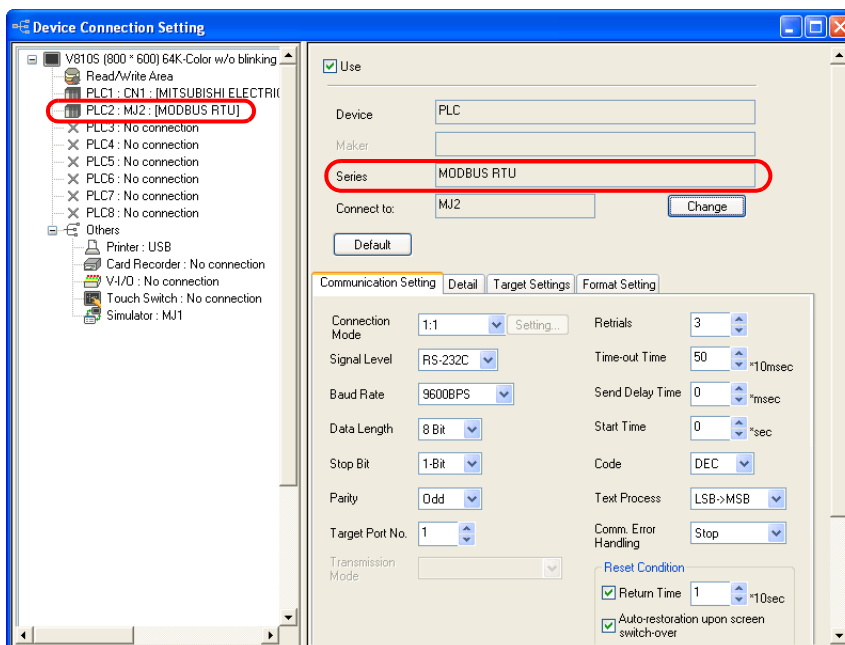 Device Connection Setting
V810S (800 * 600) 64K-Color w/o blinking
Read/Write Area
PLC1 : CN1 : [MITSUBISHI ELECTRI
PLC2 : MJ2 : [MODBUS RTU]
PLC3 : No connection
PLC4 : No connection
PLC5 : No connection
PLC6 : No connection
PLC7 : No connection
PLC8 : No connection
Others
Printer : USB
Card Recorder : No connection
V-I/O : No connection
Touch Switch : No connection
Simulator : MJ1
Use
Device PLC
Maker
Series MODBUS RTU
Connect to: MJ2 Change
Default
Communication Setting Detail Target Settings Format Setting
Connection Mode 1:1 Setting...
Signal Level RS-232C
Baud Rate 9600BPS
Data Length 8 Bit
Stop Bit 1-Bit
Parity Odd
Target Port No. 1
Transmission Mode
Retrials 3
Time-out Time 50 *10msec
Send Delay Time 0 *msec
Start Time 0 *sec
Code DEC
Text Process LSB->MSB
Comm. Error Handling Stop
Reset Condition
Return Time 1 *10sec
Auto-restoration upon screen
switch-over